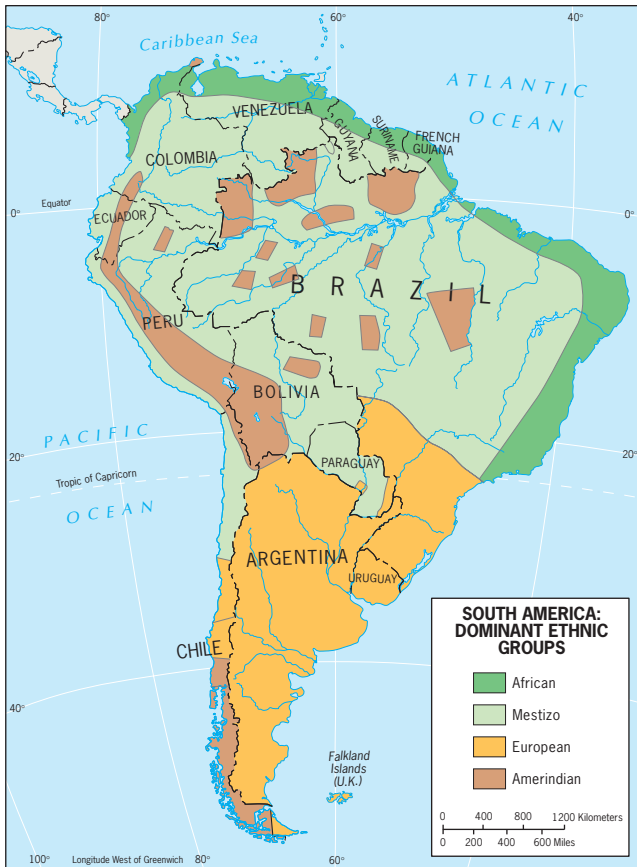 80°
60°
40°
Caribbean Sea
ATLANTIC
OCEAN
VENEZUELA
GUYANA
SURINAME
FRENCH
GUIANA
COLOMBIA
Equator
0°
0°
ECUADOR
BRAZIL
PERU
BOLIVIA
PACIFIC
OCEAN
20°
20°
PARAGUAY
Tropic of Capricorn
ARGENTINA
URUGUAY
CHILE
40°
Falkland
Islands
(U.K.)
SOUTH AMERICA:
DOMINANT ETHNIC
GROUPS
African
Mestizo
European
Amerindian
0 400 800 1200 Kilometers
0 200 400 600 Miles
100°
Longitude West of Greenwich
80°
60°